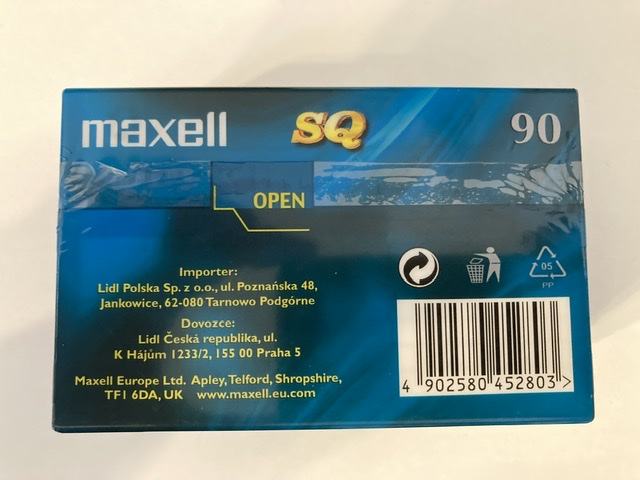 maxell SQ 90
OPEN
Importer:
Lidl Polska Sp. z o.o., ul. Poznańska 48,
Jankowice, 62-080 Tarnowo Podgórne
Dovozce:
Lidl Česká republika, ul.
K Hájům 1233/2, 155 00 Praha 5
Maxell Europe Ltd. Apley, Telford, Shropshire,
TF1 6DA, UK www.maxell.eu.com
05
PP
4 902580 452803 >